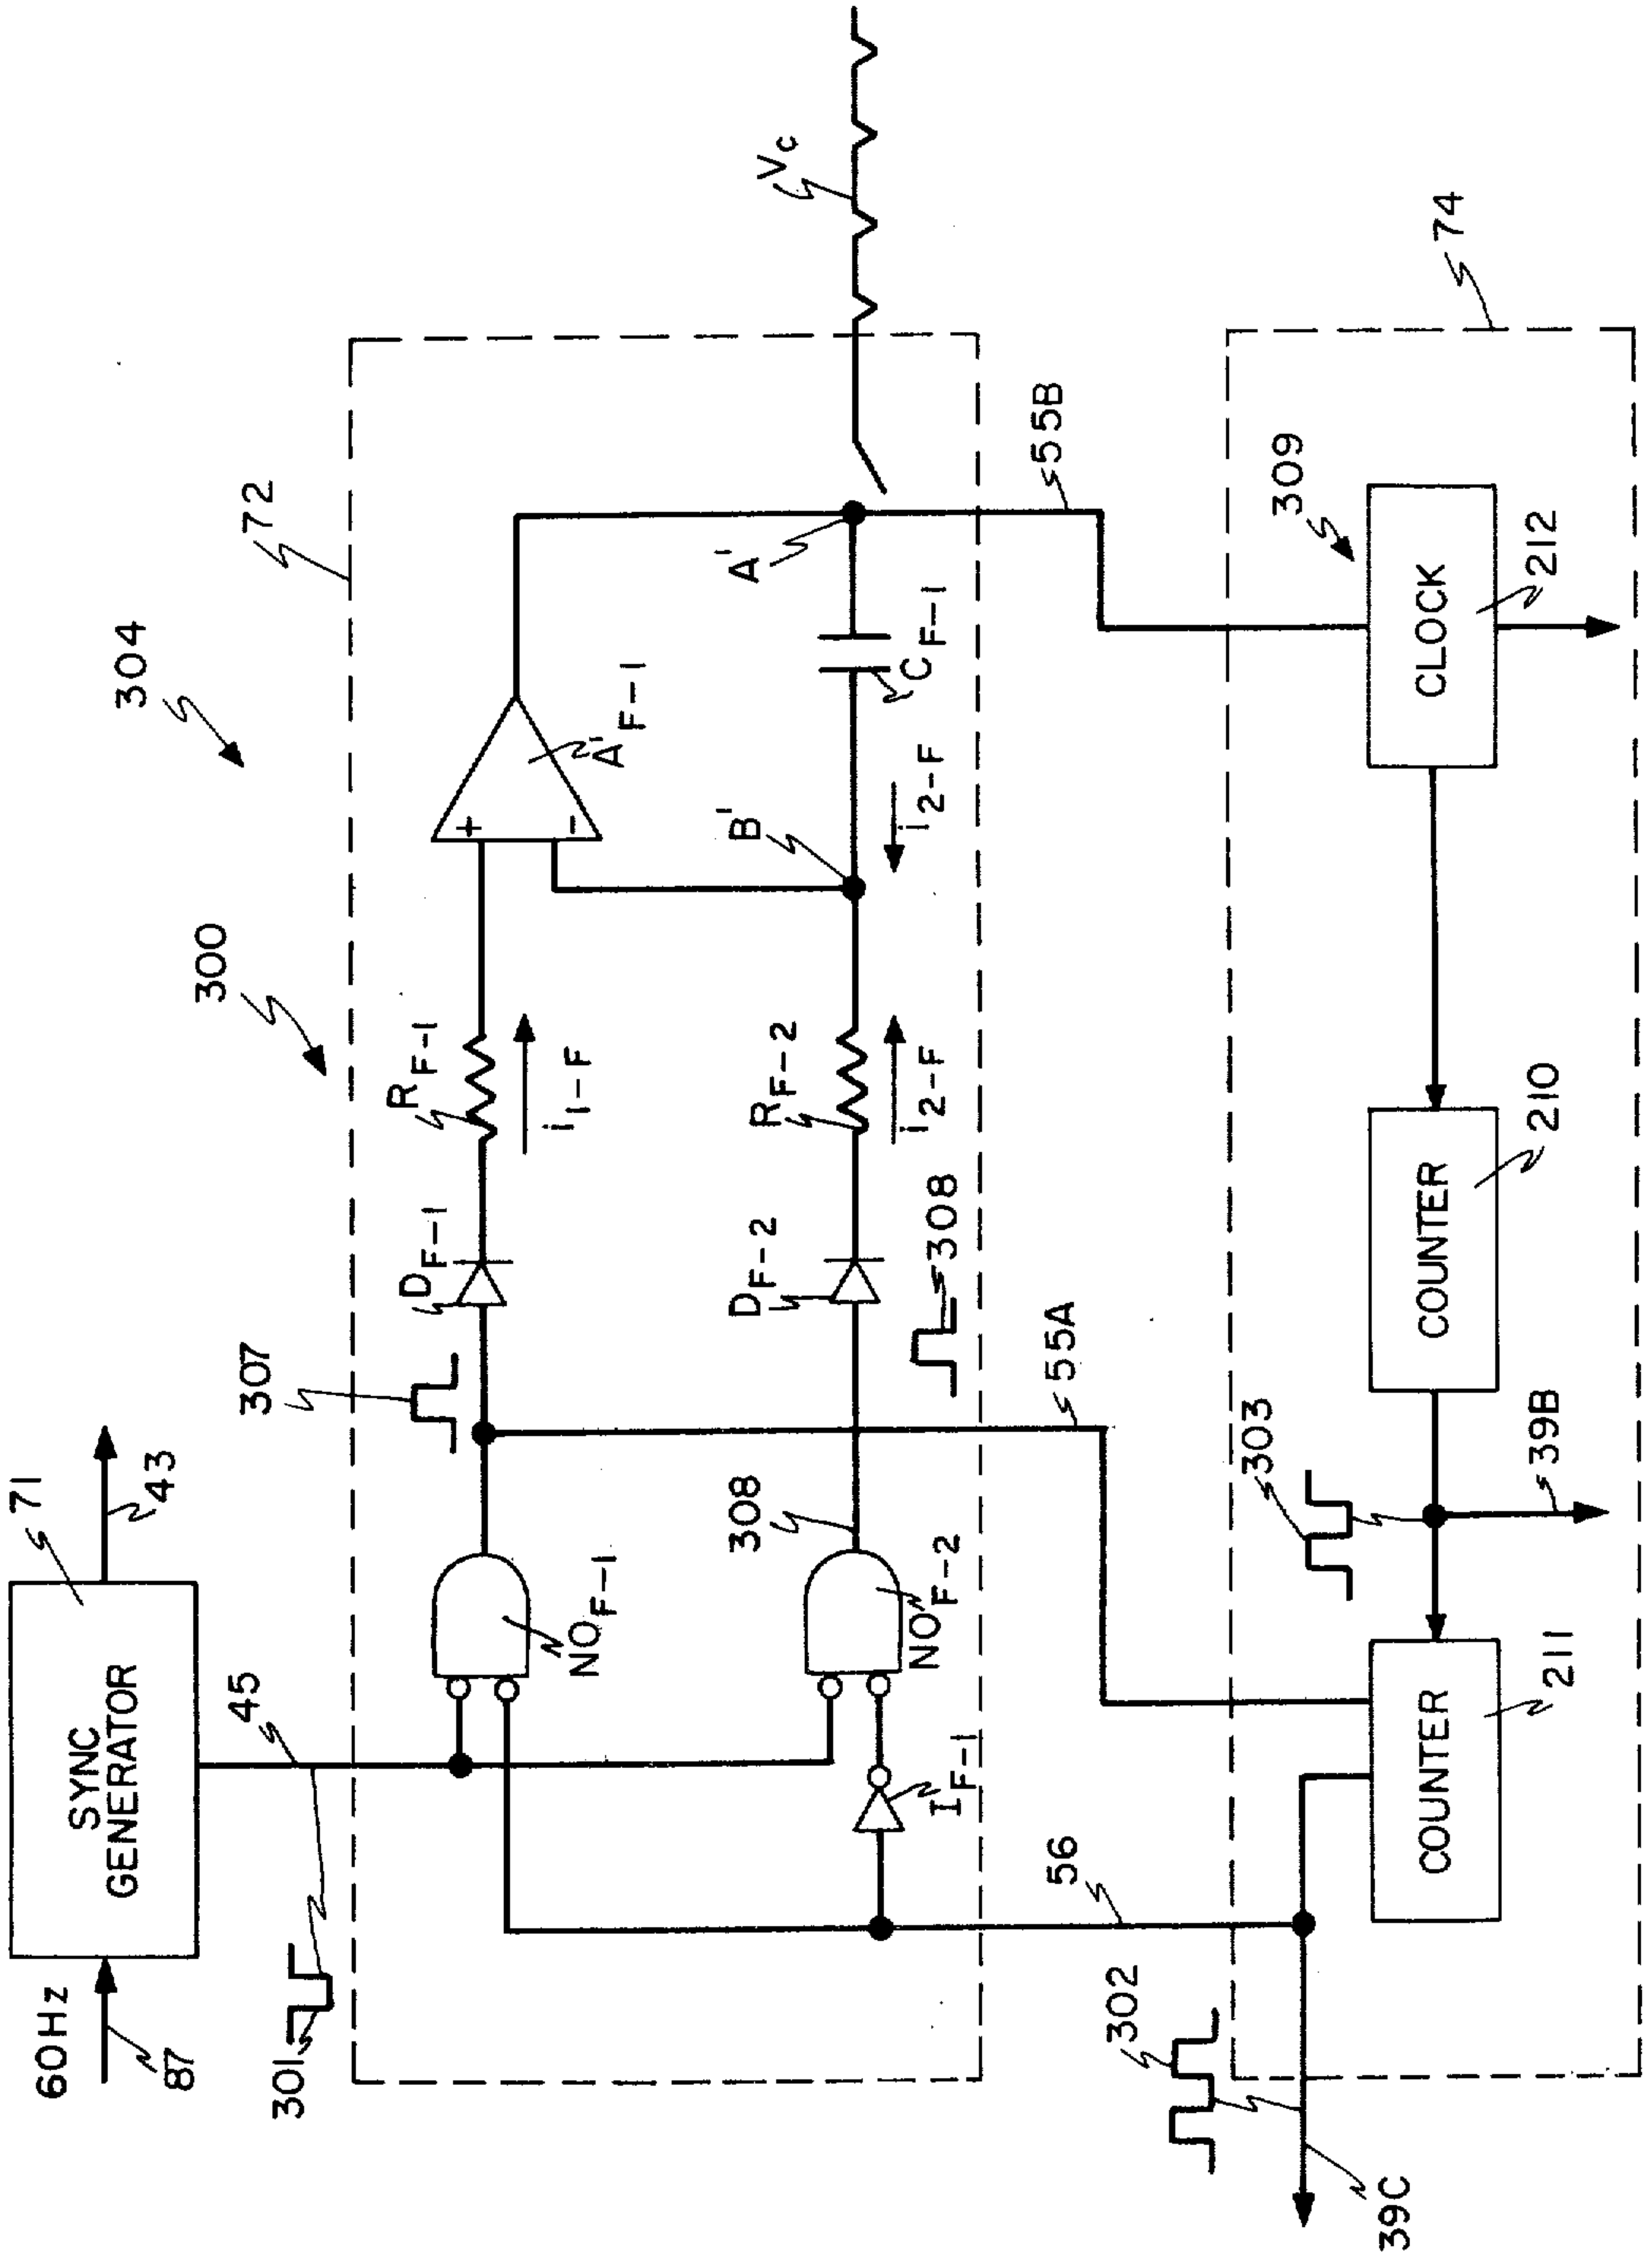 304
300
72
60Hz
87
SYNC
GENERATOR
71
43
45
301
307
D F-1
R F-1
i 1-F
+
−
A' F-1
NO F-1
308
D F-2
R F-2
i 2-F
B'
i 2-F
C F-1
A'
Vc
308
NO F-2
I F-1
56
55A
55B
74
309
302
303
39C
COUNTER
211
39B
COUNTER
210
CLOCK
212